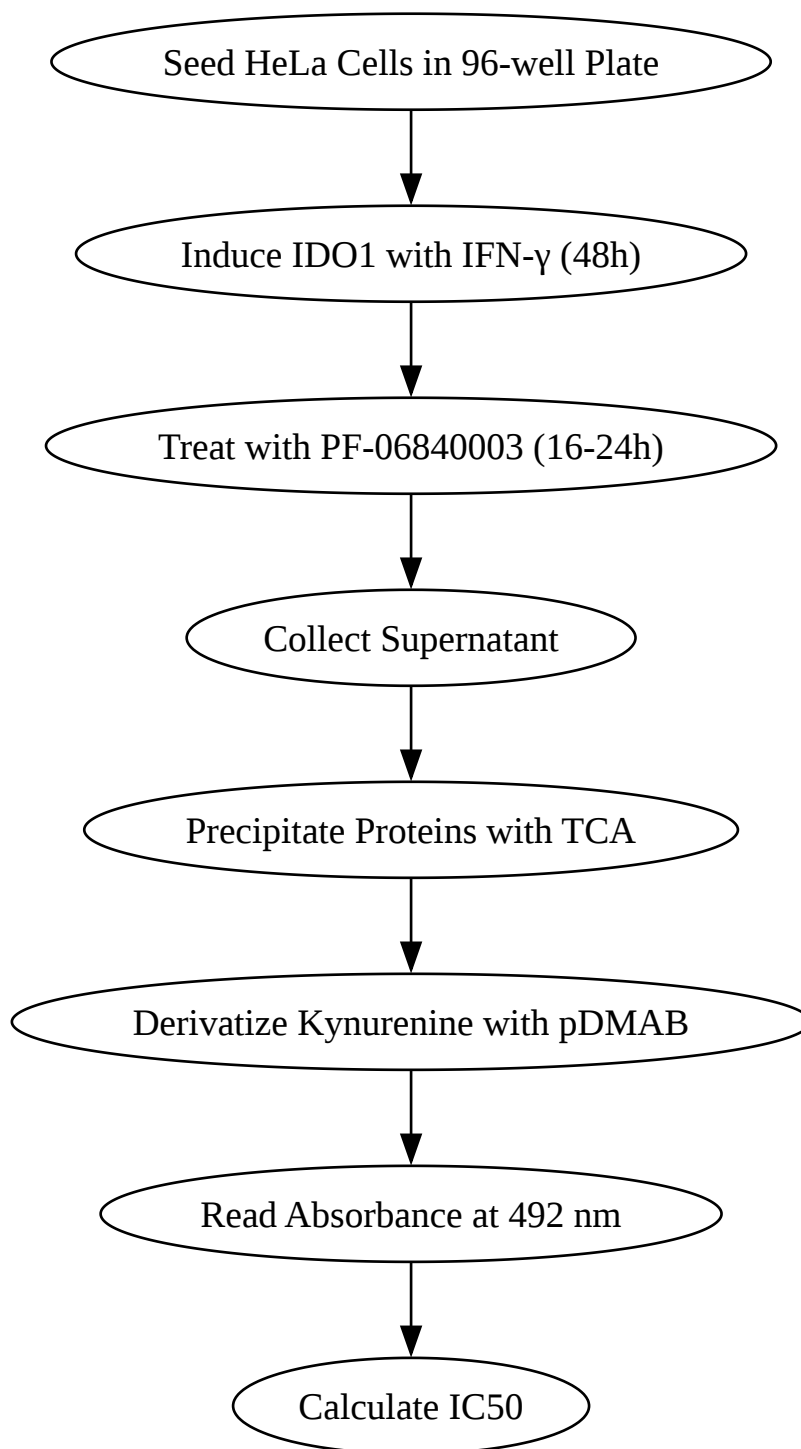 Seed HeLa Cells in 96-well Plate
Induce IDO1 with IFN-γ (48h)
Treat with PF-06840003 (16-24h)
Collect Supernatant
Precipitate Proteins with TCA
Derivatize Kynurenine with pDMAB
Read Absorbance at 492 nm
Calculate IC50